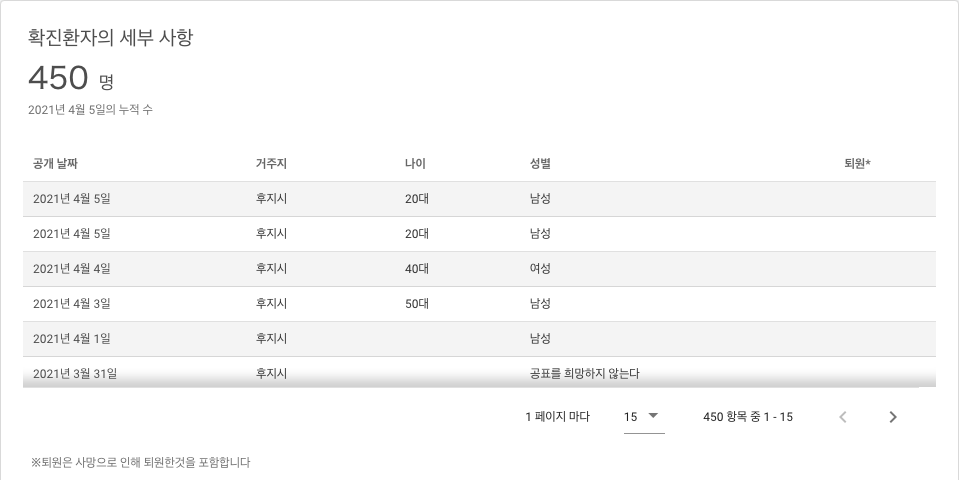 확진환자의 세부 사항
450 명
2021년 4월 5일의 누적 수
공개 날짜 거주지 나이 성별 퇴원*
2021년 4월 5일 후지시 20대 남성
2021년 4월 5일 후지시 20대 남성
2021년 4월 4일 후지시 40대 여성
2021년 4월 3일 후지시 50대 남성
2021년 4월 1일 후지시 남성
2021년 3월 31일 후지시 공표를 희망하지 않는다
1 페이지 마다 15 450 항목 중 1 - 15
※퇴원은 사망으로 인해 퇴원한것을 포함합니다